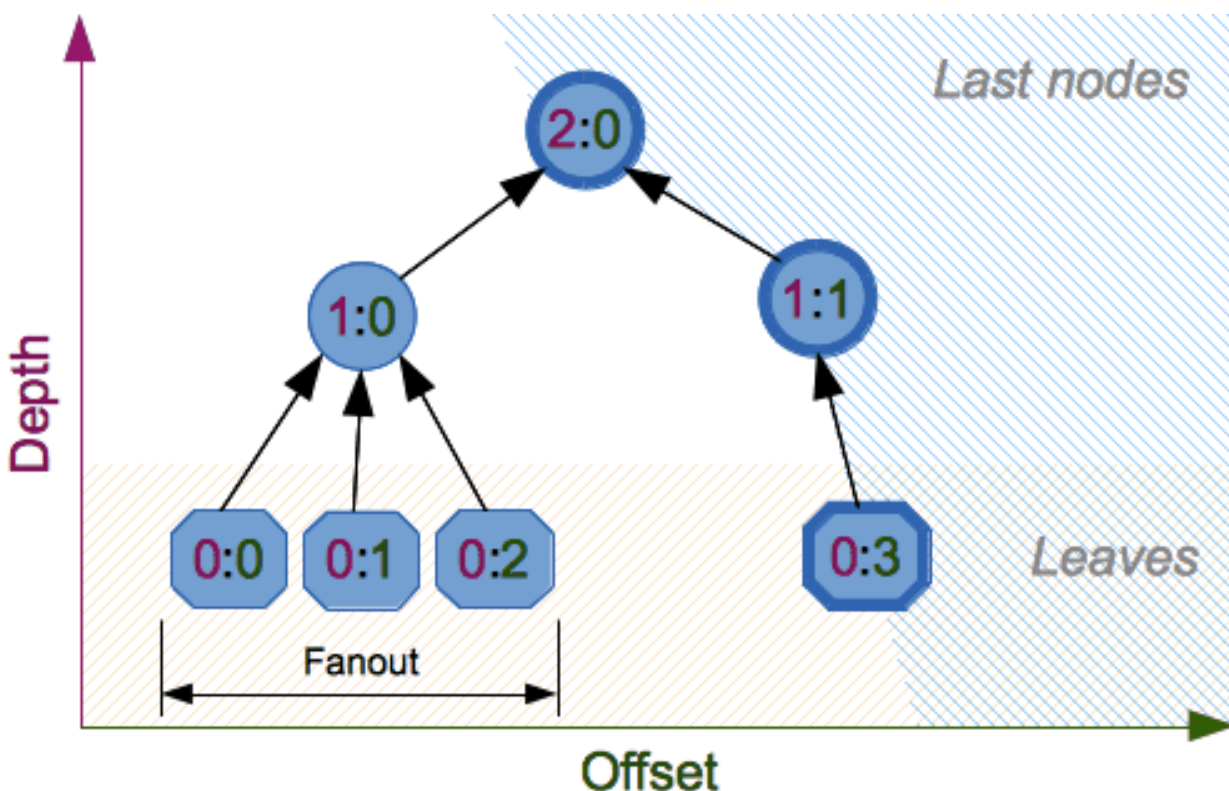 Last nodes
2:0
1:0
1:1
Depth
0:0 0:1 0:2 0:3
Leaves
Fanout
Offset